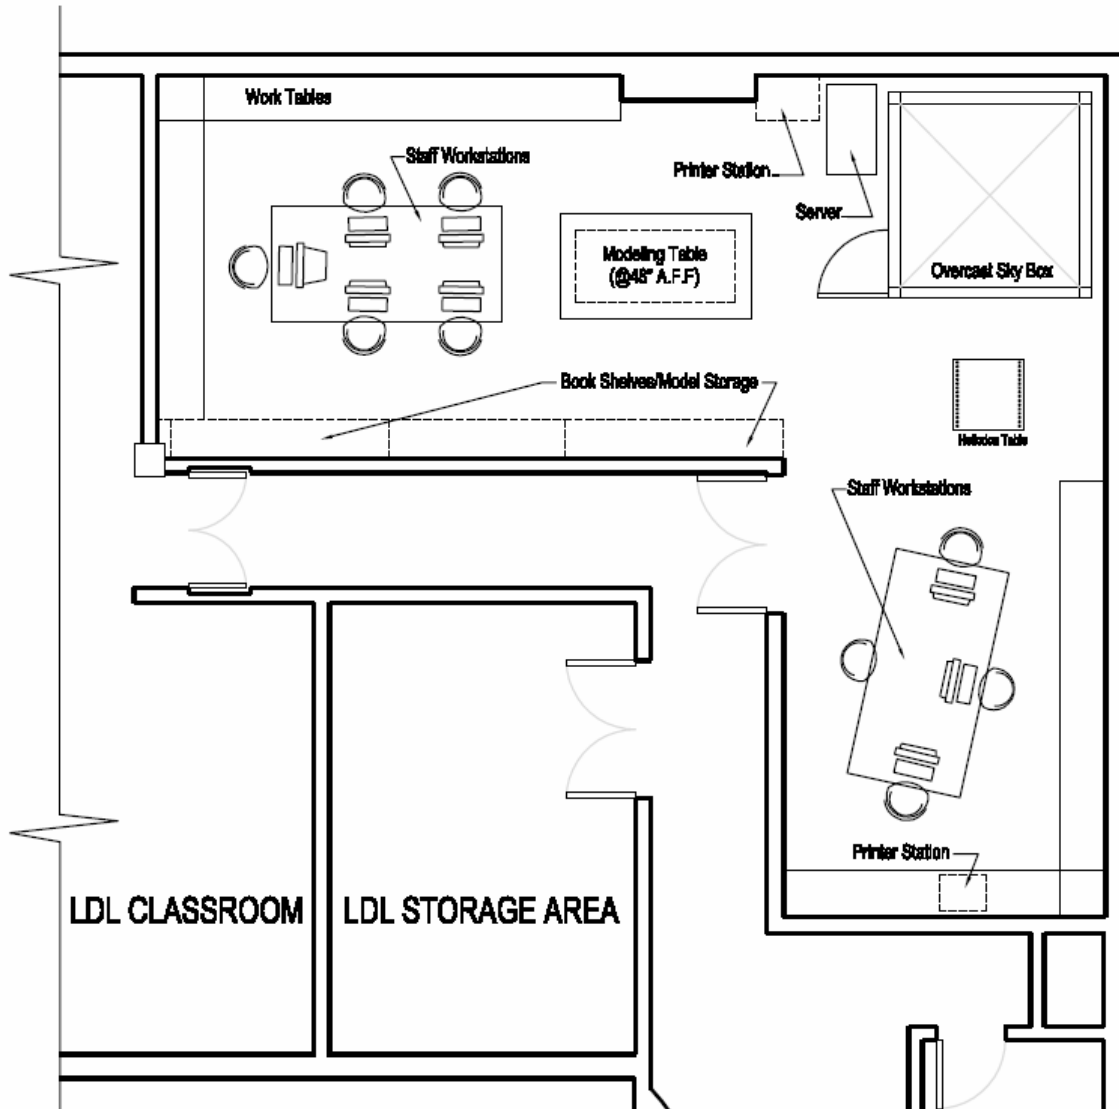 Work Tables
Staff Workstations
Printer Station
Server
Modeling Table
(@48" A.F.F)
Overcast Sky Box
Book Shelves/Model Storage
Heliodon Table
Staff Workstations
Printer Station
LDL CLASSROOM
LDL STORAGE AREA